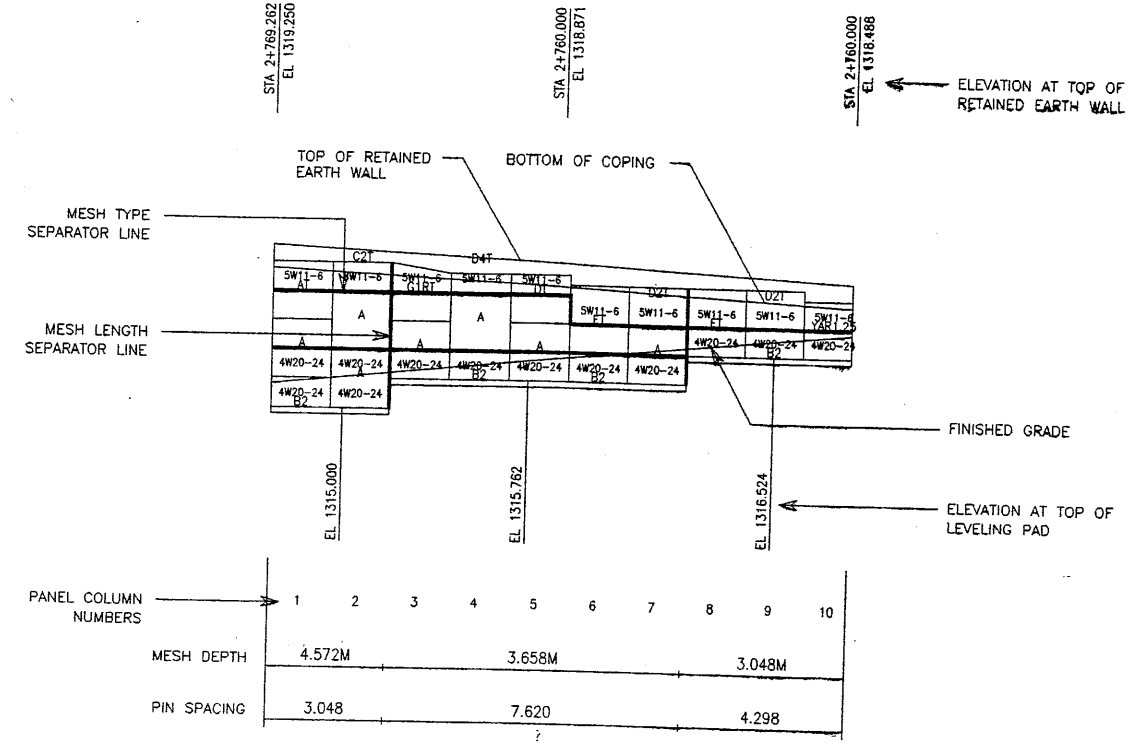 STA 2+769.262
EL 1319.250
STA 2+760.000
EL 1318.871
STA 2+760.000
EL 1318.488
ELEVATION AT TOP OF
RETAINED EARTH WALL
TOP OF RETAINED
EARTH WALL
BOTTOM OF COPING
MESH TYPE
SEPARATOR LINE
C2T
D4T
5W11-6
AT
5W11-6
5W11-6
G1RT
5W11-6
5W11-6
DT
D2T
D2T
5W11-6
FT
5W11-6
5W11-6
FT
5W11-6
5W11-6
YAR1.25
A
A
MESH LENGTH
SEPARATOR LINE
A
A
A
A
4W20-24
4W20-24
B2
4W20-24
4W20-24
4W20-24
A
4W20-24
4W20-24
B2
4W20-24
4W20-24
B2
4W20-24
4W20-24
B2
4W20-24
FINISHED GRADE
EL 1315.000
EL 1315.762
EL 1316.524
ELEVATION AT TOP OF
LEVELING PAD
PANEL COLUMN
NUMBERS
1 2 3 4 5 6 7 8 9 10
MESH DEPTH 4.572M 3.658M 3.048M
PIN SPACING 3.048 7.620 4.298
?